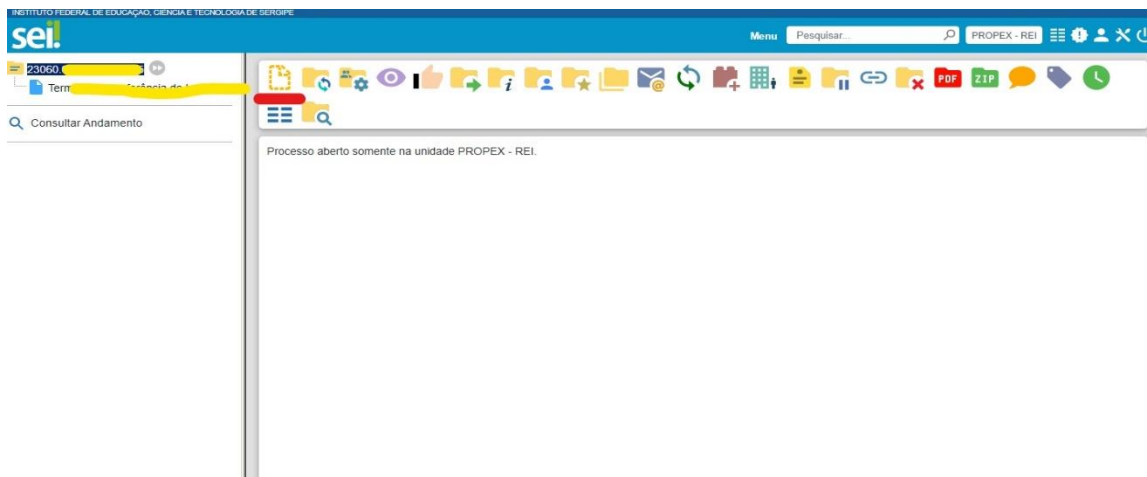 INSTITUTO FEDERAL DE EDUCAÇÃO, CIÊNCIA E TECNOLOGIA DE SERGIPE
sei!
Menu Pesquisar... PROPEX - REI
23060.
Term
Consultar Andamento
PDF ZIP
Processo aberto somente na unidade PROPEX - REI.